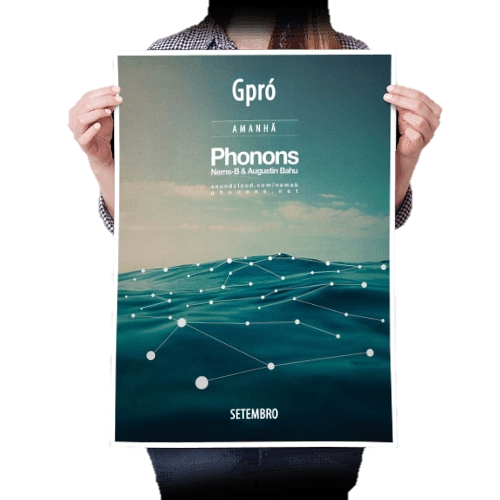 Gpró
AMANHÃ
Phonons
Nems-B & Augustin Bahu
soundcloud.com/nemsb
phonons.net
SETEMBRO